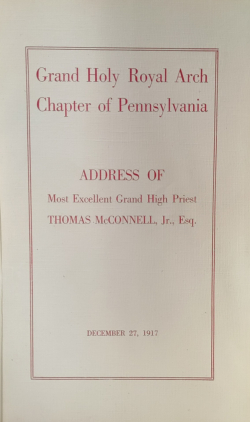 Grand Holy Royal Arch
Chapter of Pennsylvania
ADDRESS OF
Most Excellent Grand High Priest
THOMAS McCONNELL, Jr., Esq.
DECEMBER 27, 1917